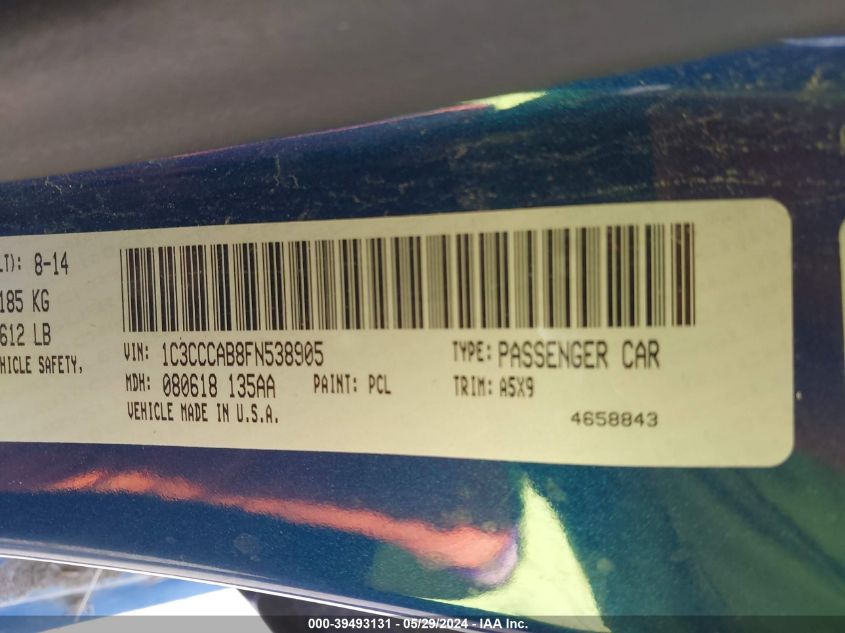 LT): 8-14
185 KG
612 LB
HICLE SAFETY,
VIN: 1C3CCCAB8FN538905 TYPE: PASSENGER CAR
MDH: 080618 135AA PAINT: PCL TRIM: A5X9
VEHICLE MADE IN U.S.A. 4658843
000-39493131 - 05/29/2024 - IAA Inc.